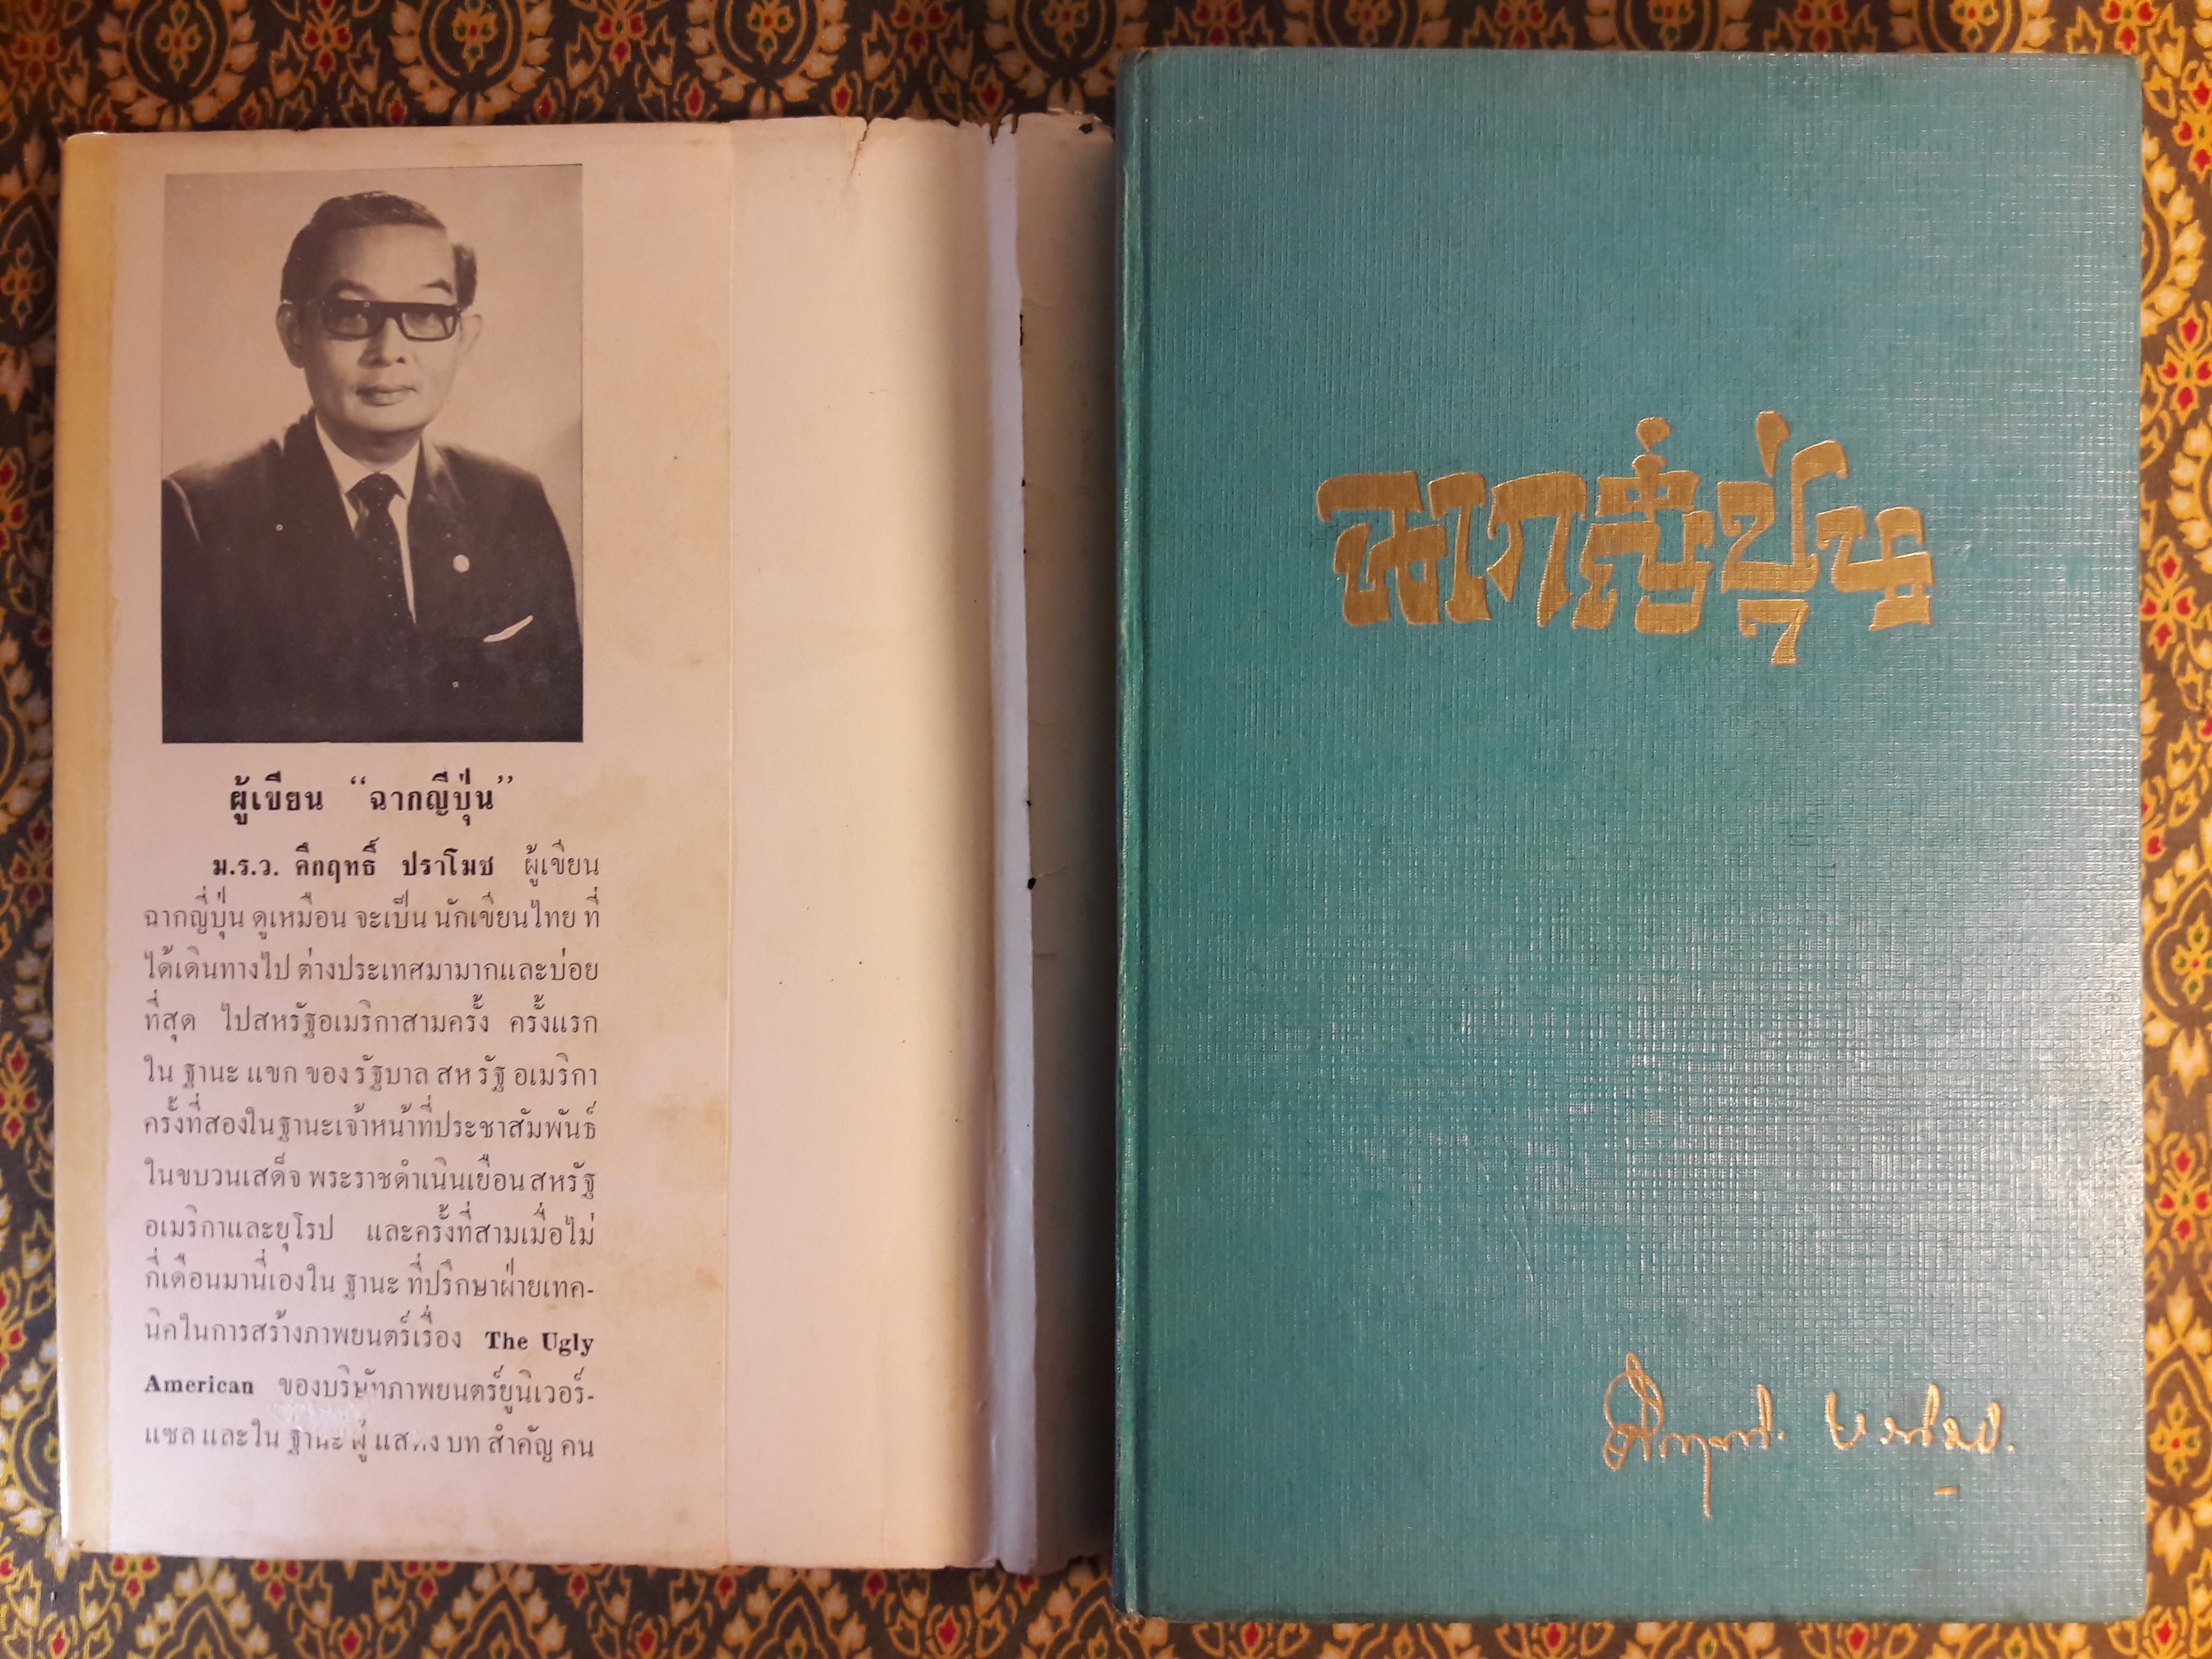 ผู้เขียน “ฉากญี่ปุ่น”
ม.ร.ว. คึกฤทธิ์ ปราโมช ผู้เขียน
ฉากญี่ปุ่น ดูเหมือน จะเป็น นักเขียนไทย ที่
ได้เดินทางไป ต่างประเทศมามากและบ่อย
ที่สุด ไปสหรัฐอเมริกาสามครั้ง ครั้งแรก
ใน ฐานะ แขก ของ รัฐบาล สหรัฐ อเมริกา
ครั้งที่สองในฐานะเจ้าหน้าที่ประชาสัมพันธ์
ในขบวนเสด็จ พระราชดำเนินเยือน สหรัฐ
อเมริกาและยุโรป และครั้งที่สามเมื่อไม่
กี่เดือนมานี่เองใน ฐานะ ที่ปรึกษาฝ่ายเทค-
นิคในการสร้างภาพยนตร์เรื่อง The Ugly
American ของบริษัทภาพยนตร์ยูนิเวอร์-
แซล และใน ฐานะ ผู้ แสดง บท สำคัญ คน
ฉากญี่ปุ่น
คึกฤทธิ์ ปราโมช